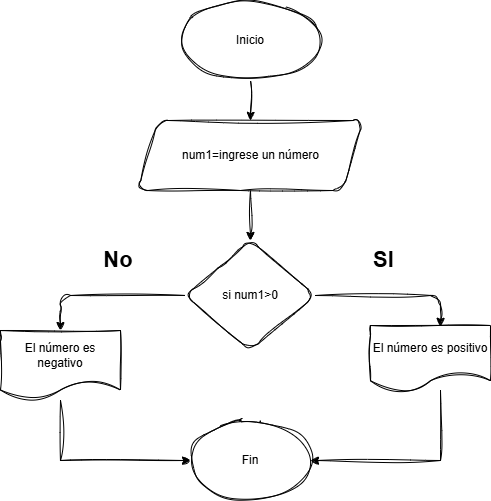 Inicio
num1=ingrese un número
No
SI
si num1>0
El número es
negativo
El número es positivo
Fin